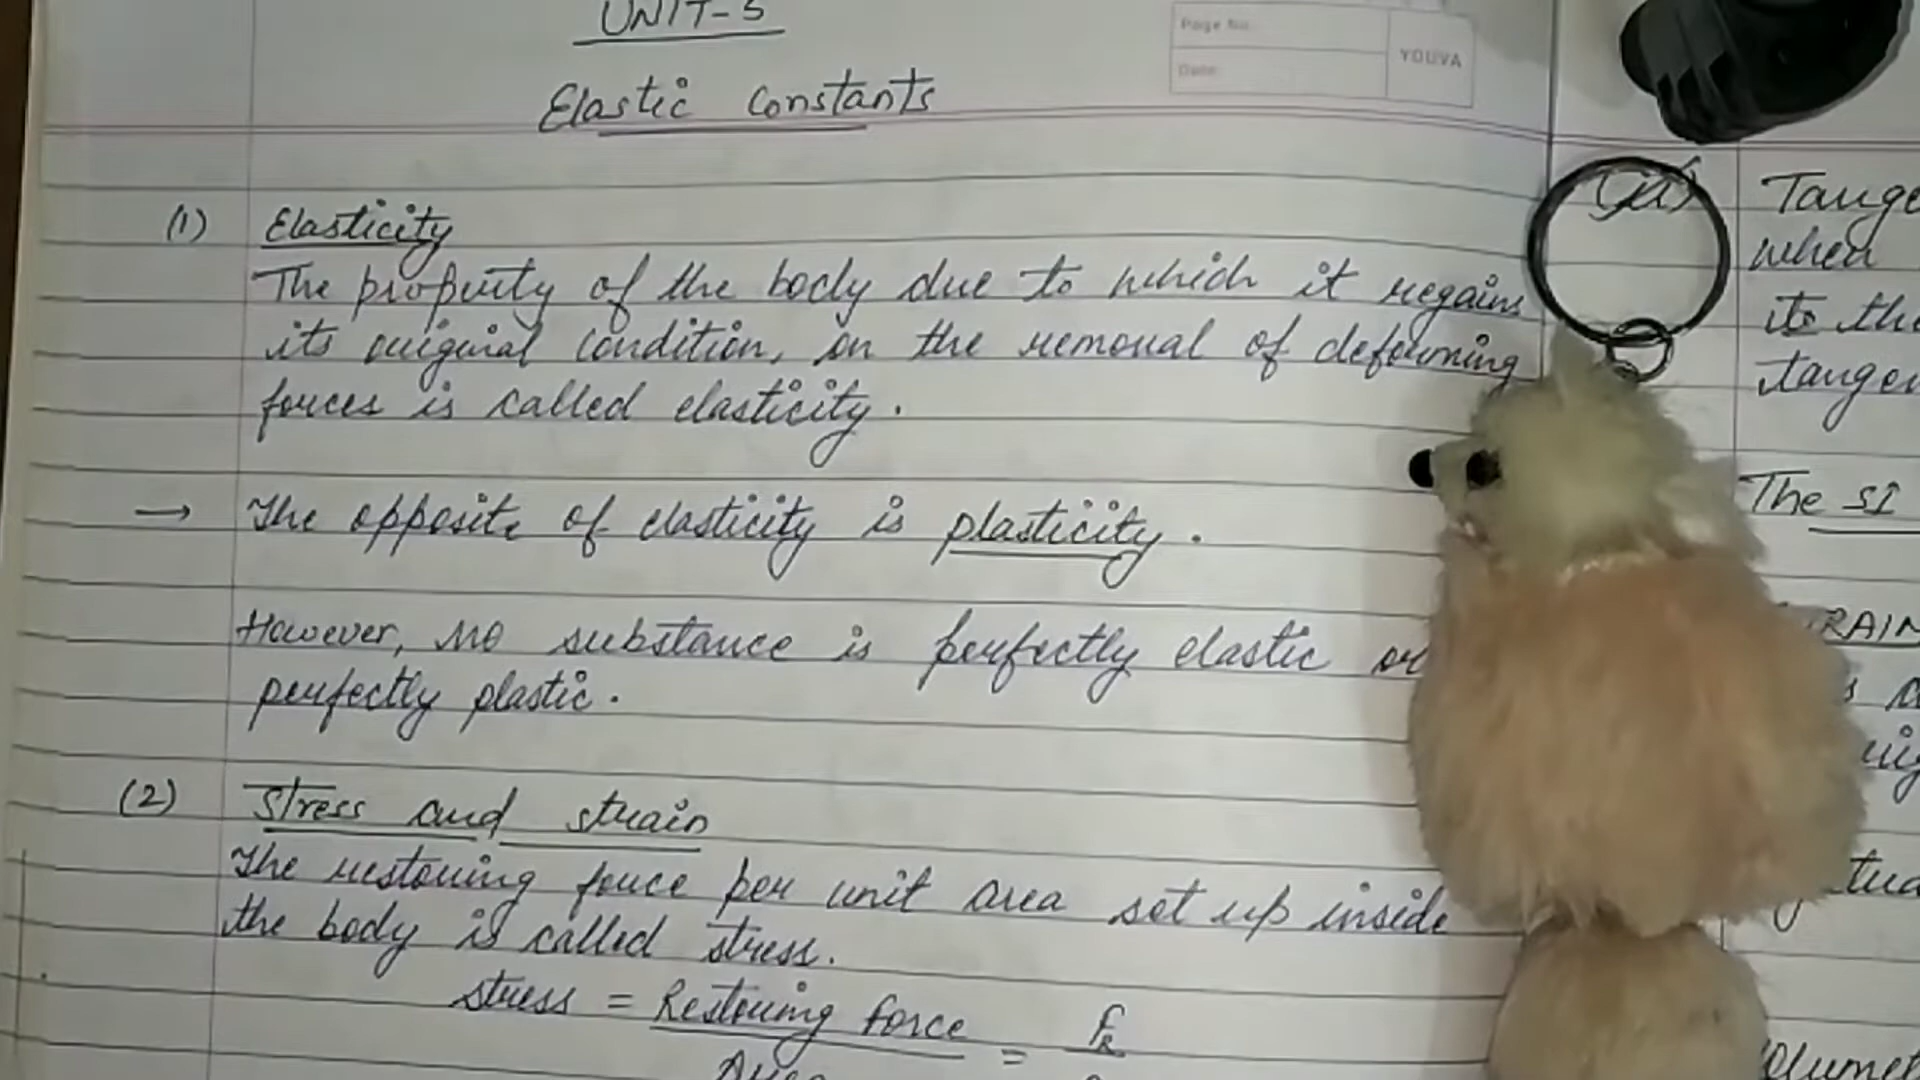 UNIT-5
Page No.
Date:
YOUVA
Elastic Constants
(1) Elasticity
The property of the body due to which it regains
its original condition, on the removal of deforming
forces is called elasticity.
→ The opposite of elasticity is plasticity.
However, no substance is perfectly elastic or
perfectly plastic.
(2) Stress and strain
The restoring force per unit area set up inside
the body is called stress.
stress = Restoring force = F
Area
Tange
when
its the
tangen
The SI
RAIN
olumet